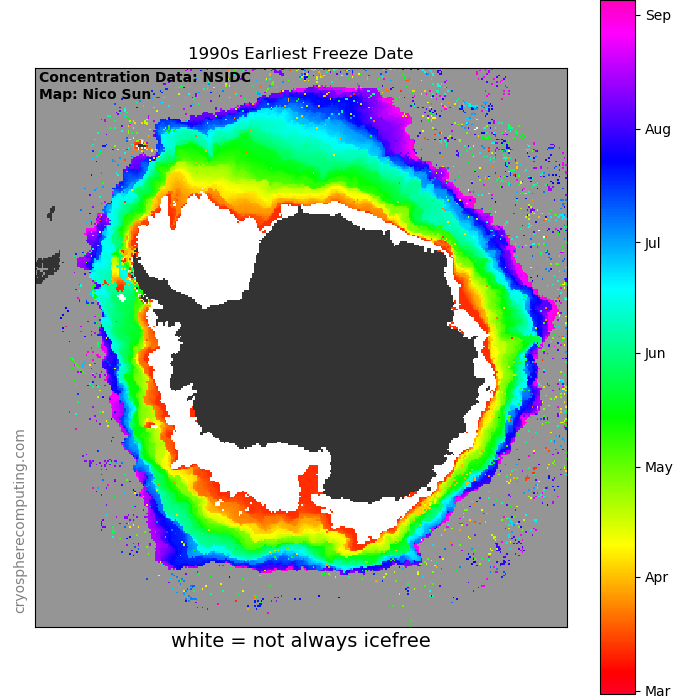 1990s Earliest Freeze Date
Concentration Data: NSIDC
Map: Nico Sun
Sep
Aug
Jul
Jun
May
Apr
Mar
cryospherecomputing.com
white = not always icefree